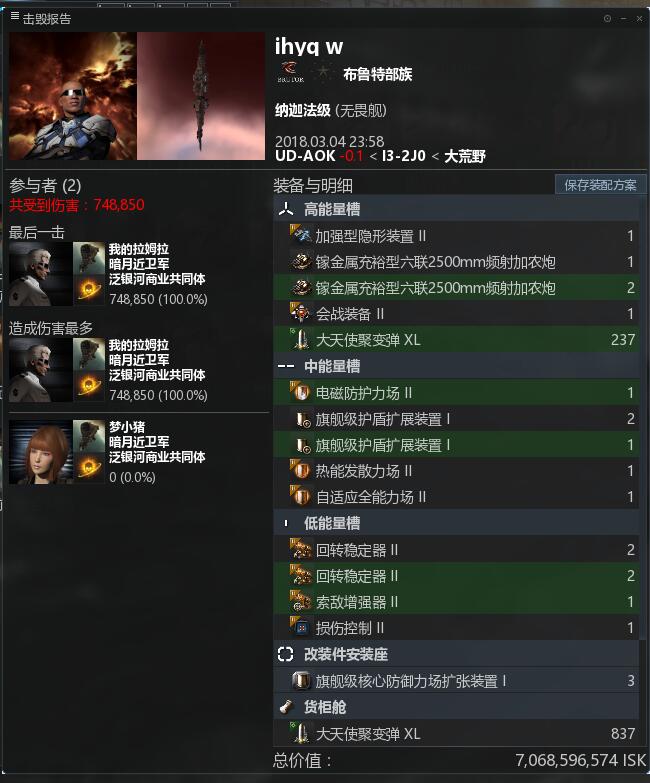 击毁报告
ihyq w
BRUTOR
布鲁特部族
纳迦法级 (无畏舰)
2018.03.04 23:58
UD-AOK -0.1 < I3-2J0 < 大荒野
参与者 (2)
共受到伤害：748,850
最后一击
我的拉姆拉
暗月近卫军
泛银河商业共同体
748,850 (100.0%)
造成伤害最多
我的拉姆拉
暗月近卫军
泛银河商业共同体
748,850 (100.0%)
梦小猪
暗月近卫军
泛银河商业共同体
0 (0.0%)
装备与明细
保存装配方案
高能量槽
加强型隐形装置 II 1
镓金属充裕型六联2500mm频射加农炮 1
镓金属充裕型六联2500mm频射加农炮 2
会战装备 II 1
大天使聚变弹 XL 237
中能量槽
电磁防护力场 II 1
旗舰级护盾扩展装置 I 2
旗舰级护盾扩展装置 I 1
热能发散力场 II 1
自适应全能力场 II 1
低能量槽
回转稳定器 II 2
回转稳定器 II 2
索敌增强器 II 1
损伤控制 II 1
改装件安装座
旗舰级核心防御力场扩张装置 I 3
货柜舱
大天使聚变弹 XL 837
总价值： 7,068,596,574 ISK